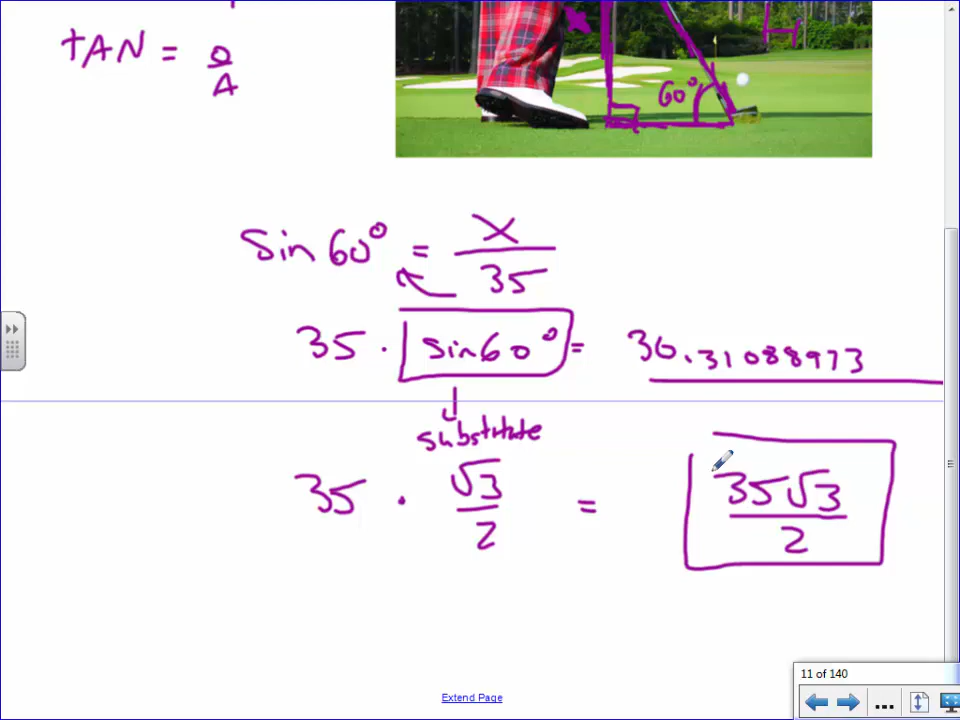 tAN = O/A
x
H
60°
sin 60° = x/35
35 · sin 60° = 30.31088973
substitute
35 · √3/2 = 35√3/2
11 of 140
Extend Page